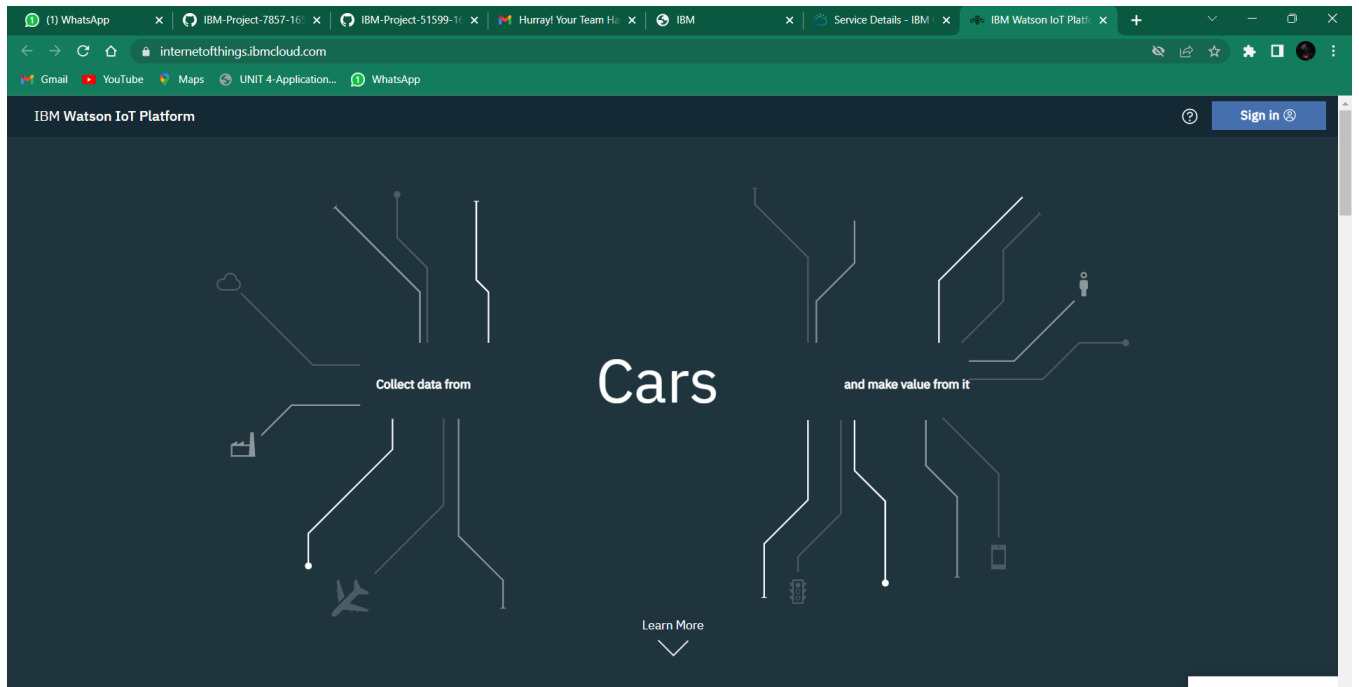 (1) WhatsApp
IBM-Project-7857-165
IBM-Project-51599-16
Hurray! Your Team Ha
IBM
Service Details - IBM
IBM Watson IoT Platf
internetofthings.ibmcloud.com
Gmail
YouTube
Maps
UNIT 4-Application...
WhatsApp
IBM Watson IoT Platform
Sign in
Collect data from
Cars
and make value from it
Learn More